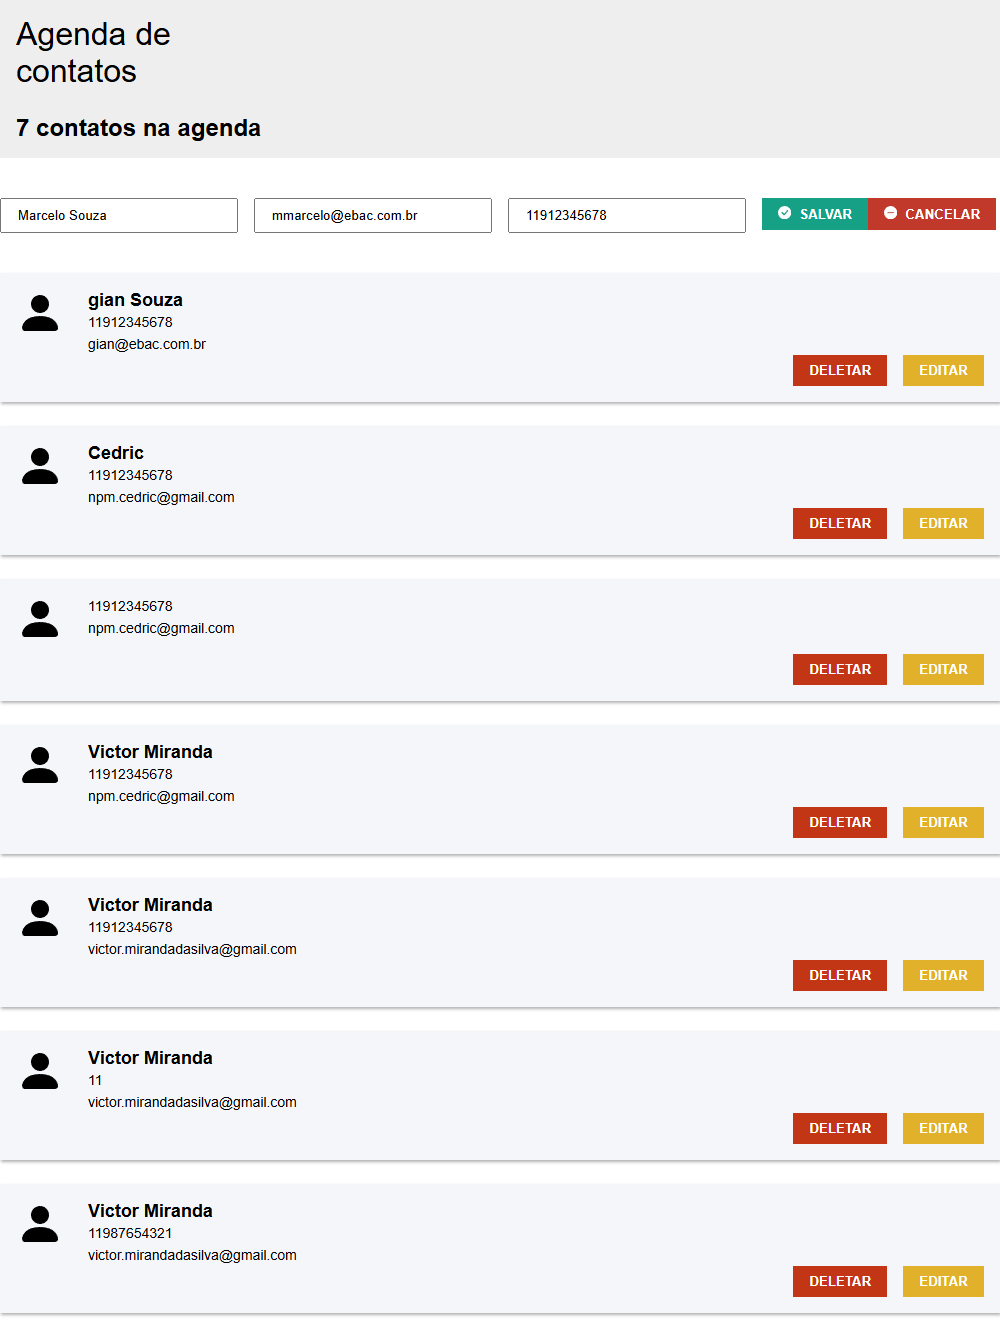 Agenda de
contatos
7 contatos na agenda
Marcelo Souza mmarcelo@ebac.com.br 11912345678 SALVAR CANCELAR
gian Souza
11912345678
gian@ebac.com.br
DELETAR EDITAR
Cedric
11912345678
npm.cedric@gmail.com
DELETAR EDITAR
11912345678
npm.cedric@gmail.com
DELETAR EDITAR
Victor Miranda
11912345678
npm.cedric@gmail.com
DELETAR EDITAR
Victor Miranda
11912345678
victor.mirandadasilva@gmail.com
DELETAR EDITAR
Victor Miranda
11
victor.mirandadasilva@gmail.com
DELETAR EDITAR
Victor Miranda
11987654321
victor.mirandadasilva@gmail.com
DELETAR EDITAR